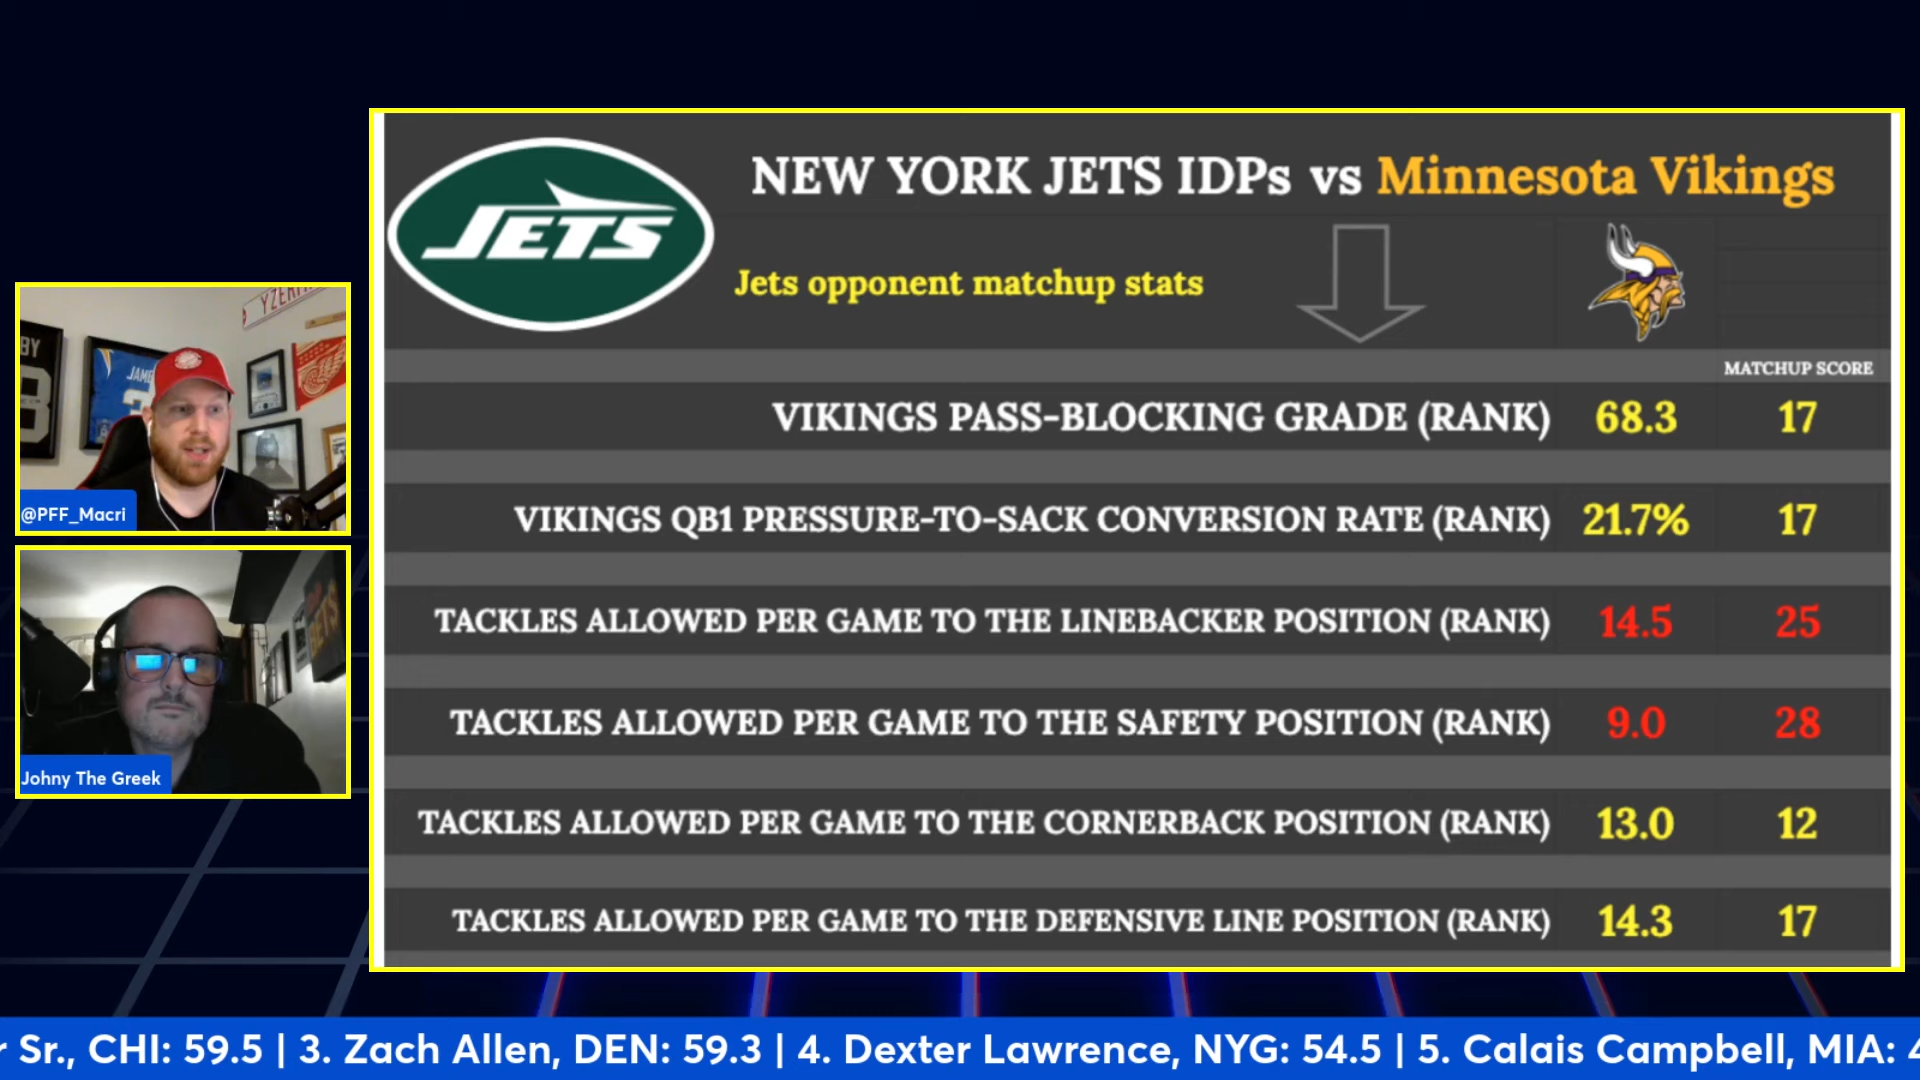 JETS
NEW YORK JETS IDPs vs Minnesota Vikings
Jets opponent matchup stats
MATCHUP SCORE
VIKINGS PASS-BLOCKING GRADE (RANK) 68.3 17
VIKINGS QB1 PRESSURE-TO-SACK CONVERSION RATE (RANK) 21.7% 17
TACKLES ALLOWED PER GAME TO THE LINEBACKER POSITION (RANK) 14.5 25
TACKLES ALLOWED PER GAME TO THE SAFETY POSITION (RANK) 9.0 28
TACKLES ALLOWED PER GAME TO THE CORNERBACK POSITION (RANK) 13.0 12
TACKLES ALLOWED PER GAME TO THE DEFENSIVE LINE POSITION (RANK) 14.3 17
@PFF_Macri
Johny The Greek
r Sr., CHI: 59.5 | 3. Zach Allen, DEN: 59.3 | 4. Dexter Lawrence, NYG: 54.5 | 5. Calais Campbell, MIA: 4